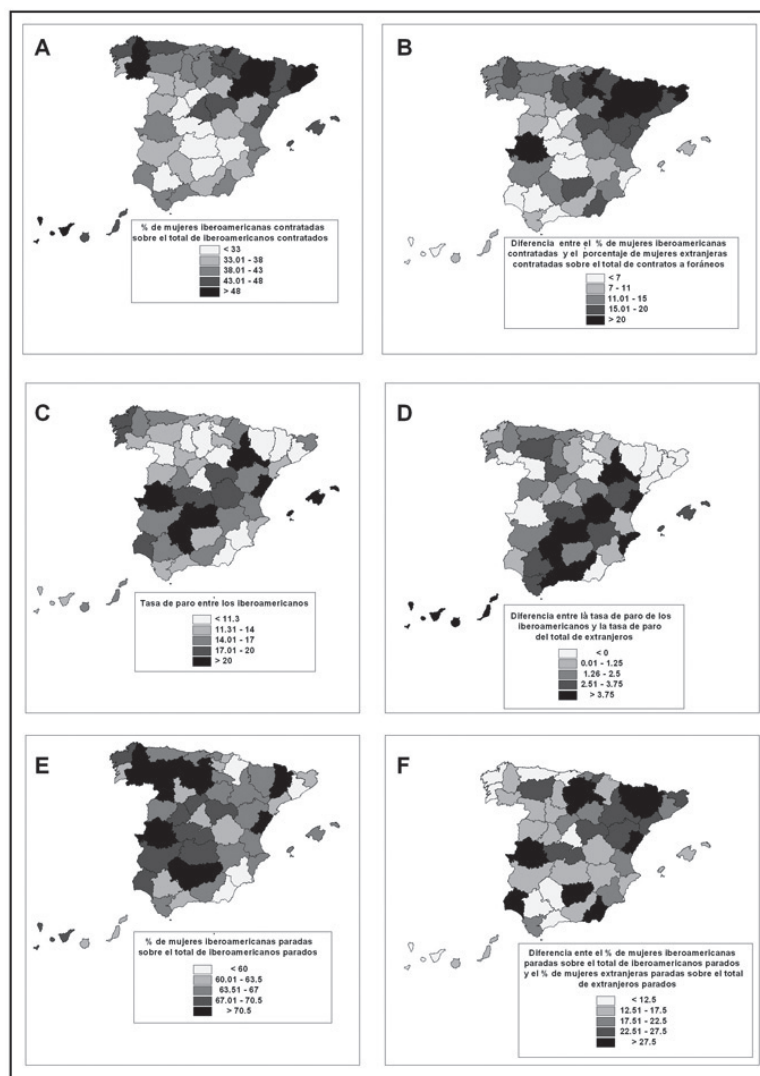 A
% de mujeres iberoamericanas contratadas
sobre el total de iberoamericanos contratados
< 33
33.01 - 38
38.01 - 43
43.01 - 48
> 48
B
Diferencia entre el % de mujeres iberoamericanas
contratadas y el porcentaje de mujeres extranjeras
contratadas sobre el total de contratos a foráneos
< 7
7 - 11
11.01 - 15
15.01 - 20
> 20
C
Tasa de paro entre los iberoamericanos
< 11.3
11.31 - 14
14.01 - 17
17.01 - 20
> 20
D
Diferencia entre là tasa de paro de los
iberoamericanos y la tasa de paro
del total de extranjeros
< 0
0.01 - 1.25
1.26 - 2.5
2.51 - 3.75
> 3.75
E
% de mujeres iberoamericanas paradas
sobre el total de iberoamericanos parados
< 60
60.01 - 63.5
63.51 - 67
67.01 - 70.5
> 70.5
F
Diferencia ente el % de mujeres iberoamericanas
paradas sobre el total de iberoamericanos parados
y el % de mujeres extranjeras paradas sobre el total
de extranjeros parados
< 12.5
12.51 - 17.5
17.51 - 22.5
22.51 - 27.5
> 27.5